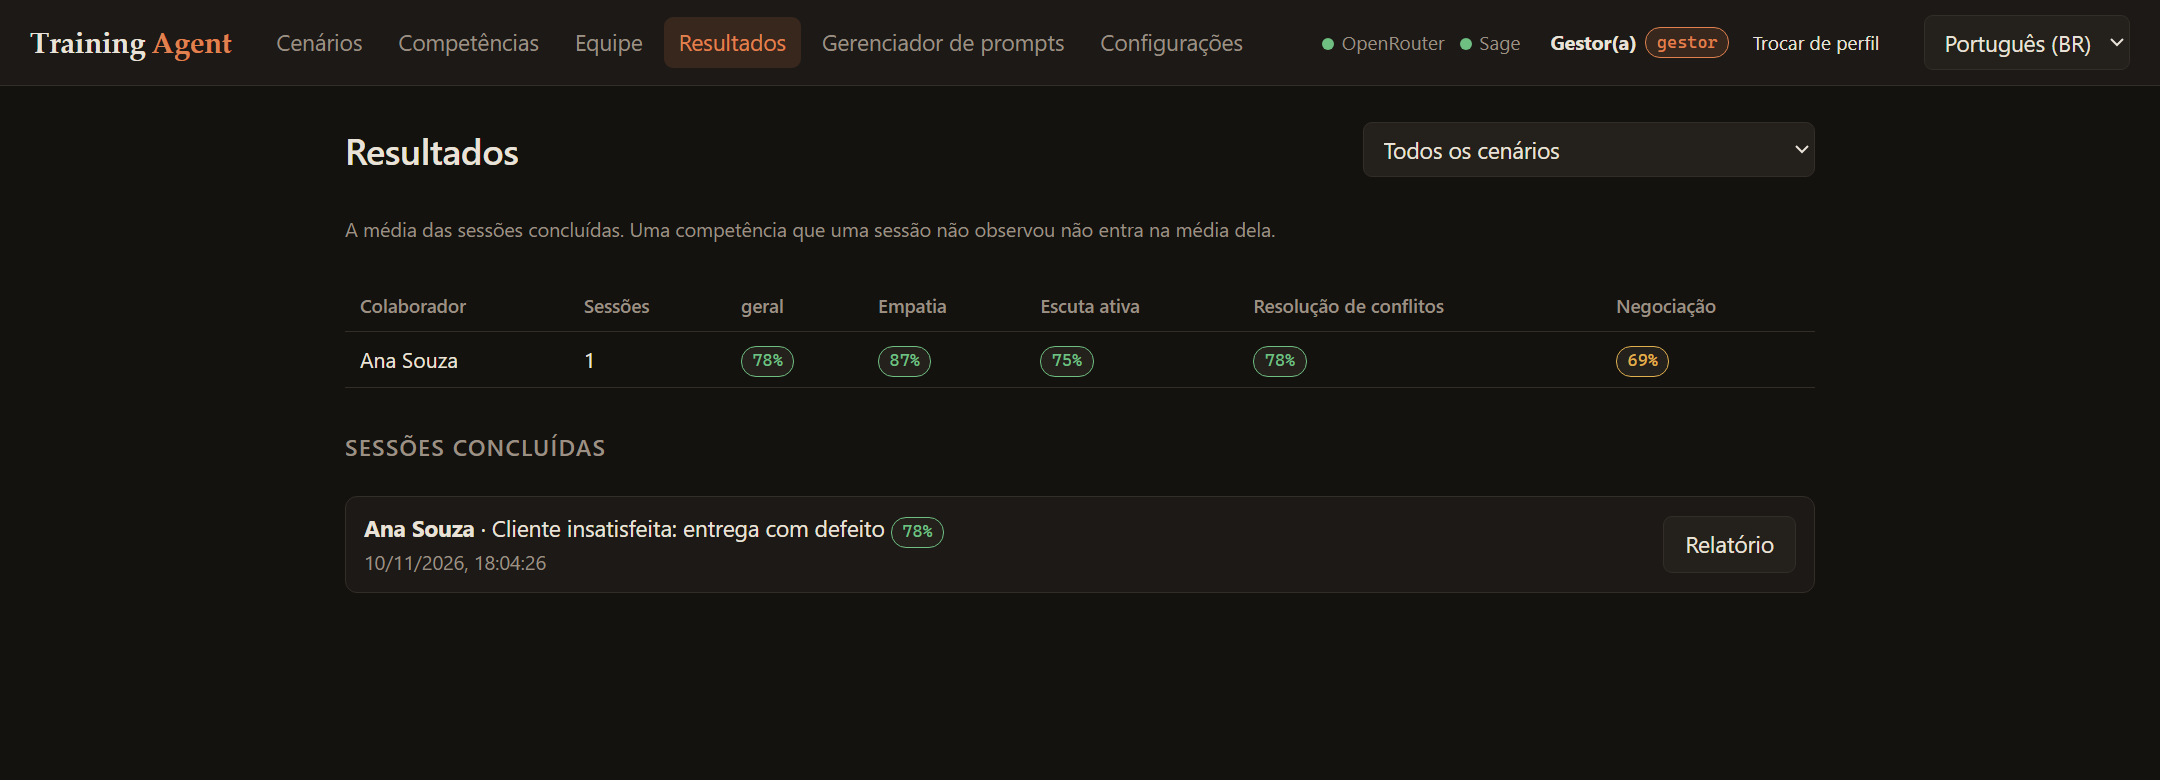 Training Agent Cenários Competências Equipe Resultados Gerenciador de prompts Configurações OpenRouter Sage Gestor(a) gestor Trocar de perfil Português (BR)
Resultados Todos os cenários
A média das sessões concluídas. Uma competência que uma sessão não observou não entra na média dela.
Colaborador Sessões geral Empatia Escuta ativa Resolução de conflitos Negociação
Ana Souza 1 78% 87% 75% 78% 69%
SESSÕES CONCLUÍDAS
Ana Souza · Cliente insatisfeita: entrega com defeito 78%
10/11/2026, 18:04:26
Relatório